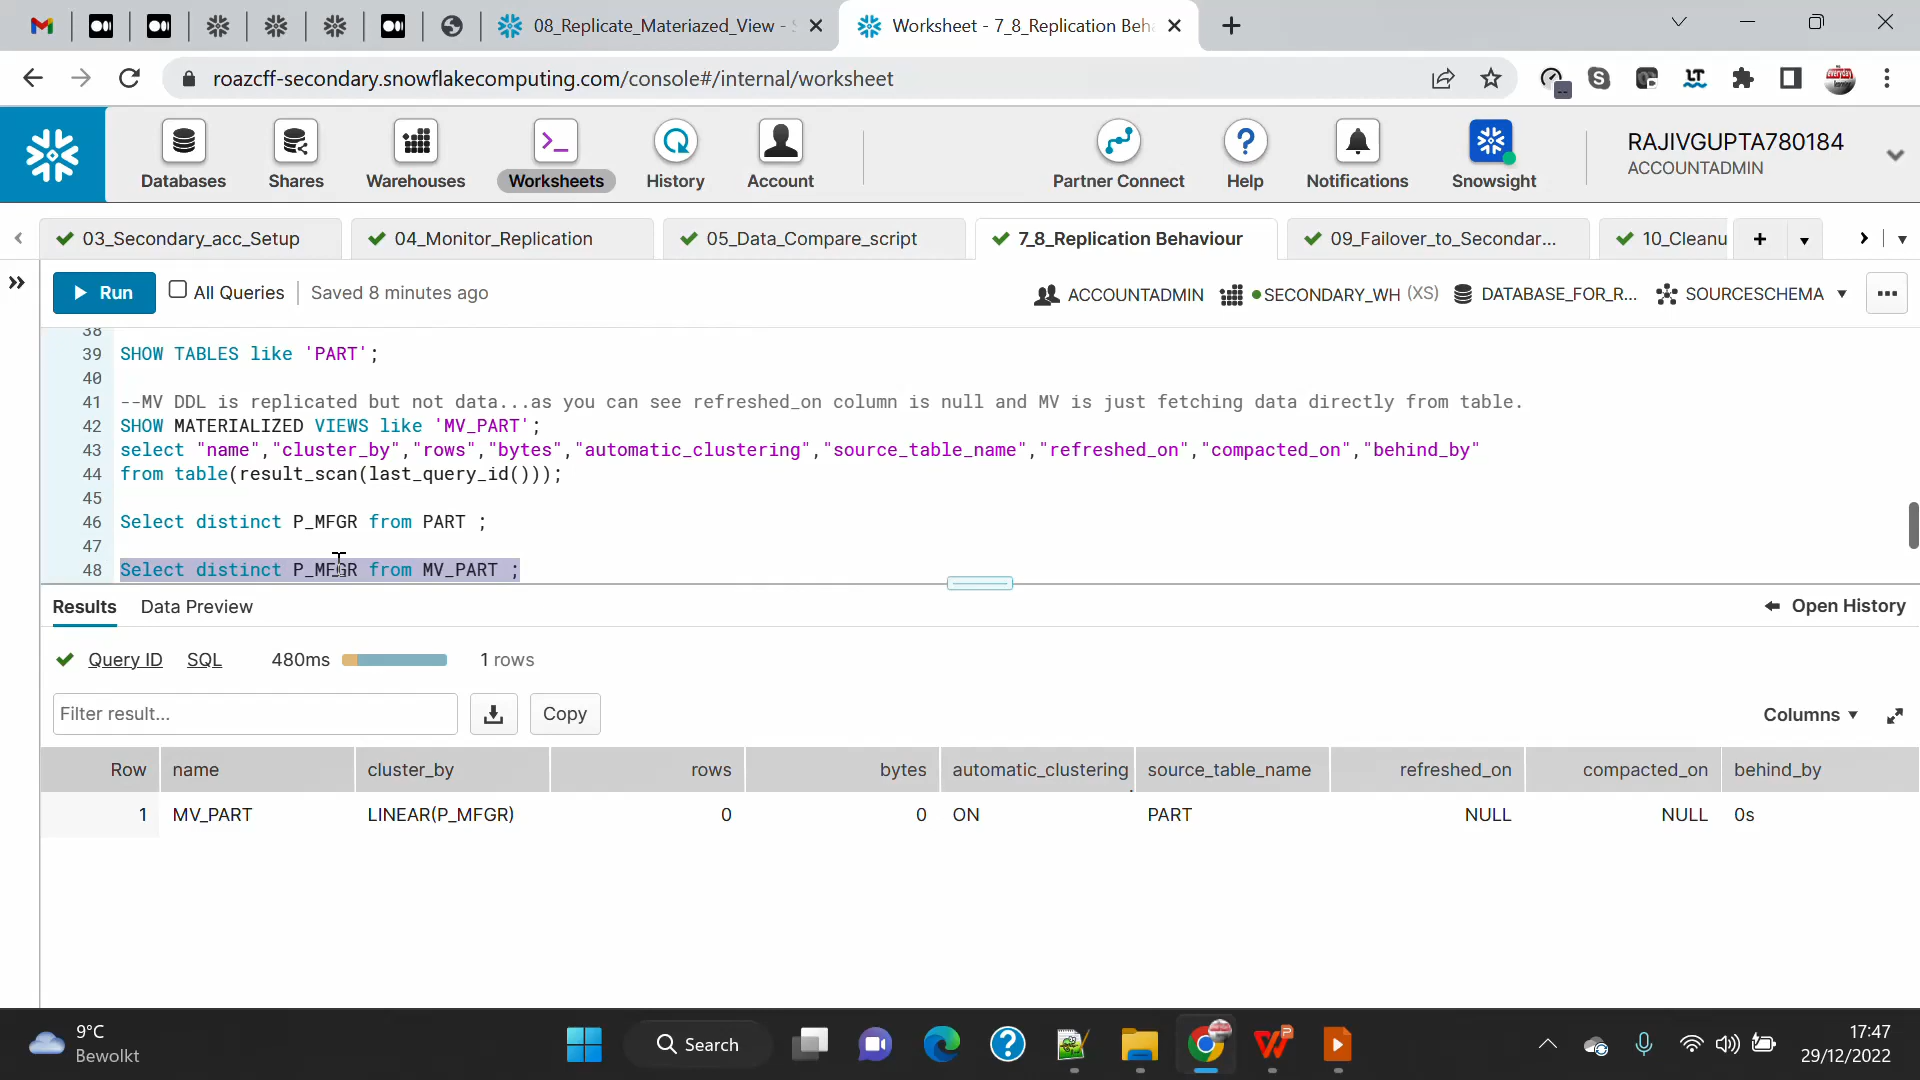 08_Replicate_Materiazed_View -
Worksheet - 7_8_Replication Beha
roazcff-secondary.snowflakecomputing.com/console#/internal/worksheet
Databases
Shares
Warehouses
Worksheets
History
Account
Partner Connect
Help
Notifications
Snowsight
RAJIVGUPTA780184
ACCOUNTADMIN
03_Secondary_acc_Setup
04_Monitor_Replication
05_Data_Compare_script
7_8_Replication Behaviour
09_Failover_to_Secondar...
10_Cleanu
Run
All Queries
Saved 8 minutes ago
ACCOUNTADMIN
SECONDARY_WH (XS)
DATABASE_FOR_R...
SOURCESCHEMA
38
39 SHOW TABLES like 'PART';
40
41 --MV DDL is replicated but not data...as you can see refreshed_on column is null and MV is just fetching data directly from table.
42 SHOW MATERIALIZED VIEWS like 'MV_PART';
43 select "name","cluster_by","rows","bytes","automatic_clustering","source_table_name","refreshed_on","compacted_on","behind_by"
44 from table(result_scan(last_query_id()));
45
46 Select distinct P_MFGR from PART ;
47
48 Select distinct P_MFGR from MV_PART ;
Results
Data Preview
Open History
Query ID
SQL
480ms
1 rows
Filter result...
Copy
Columns
Row name cluster_by rows bytes automatic_clustering source_table_name refreshed_on compacted_on behind_by
1 MV_PART LINEAR(P_MFGR) 0 0 ON PART NULL NULL 0s
9°C
Bewolkt
Search
17:47
29/12/2022